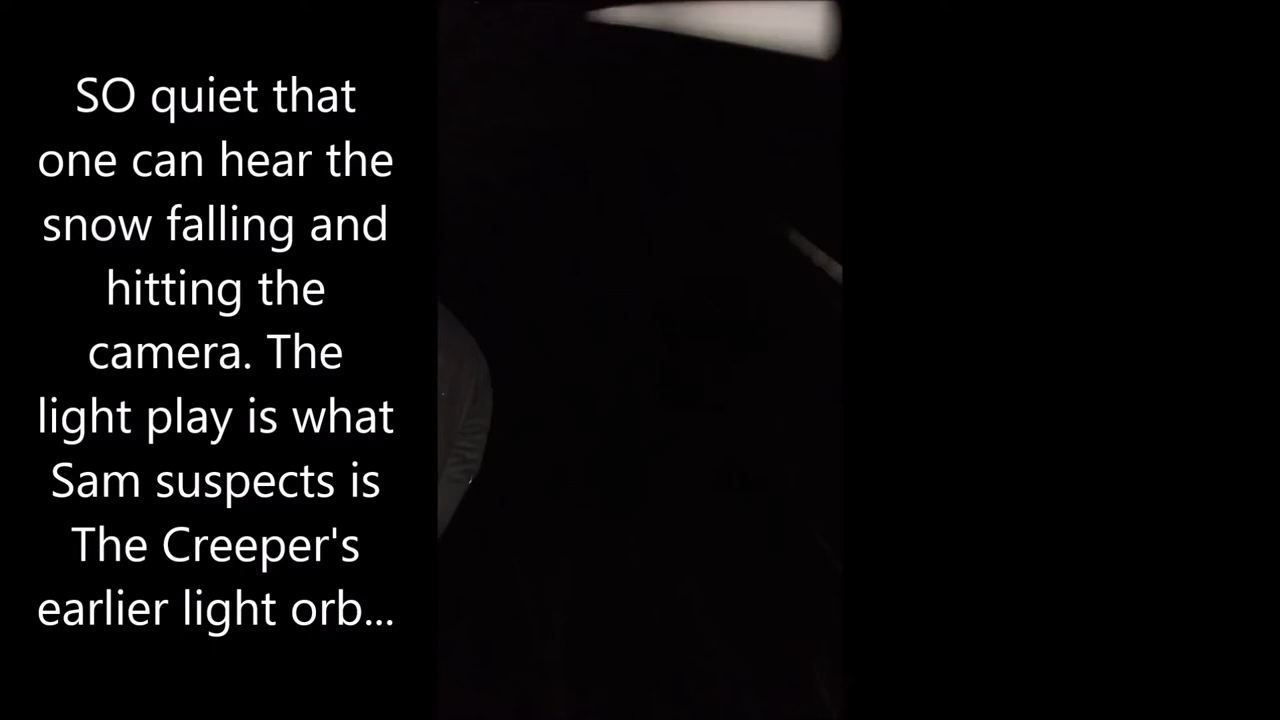 SO quiet that
one can hear the
snow falling and
hitting the
camera. The
light play is what
Sam suspects is
The Creeper's
earlier light orb...